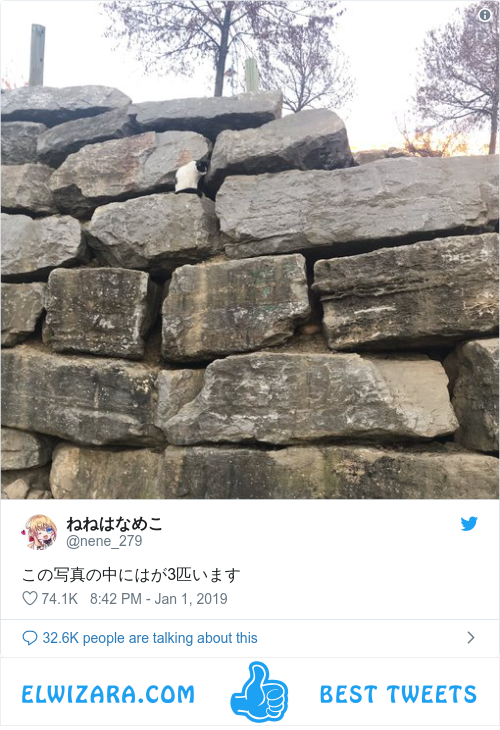 ねねはなめこ
@nene_279
この写真の中にはが3匹います
74.1K 8:42 PM - Jan 1, 2019
32.6K people are talking about this
ELWIZARA.COM BEST TWEETS